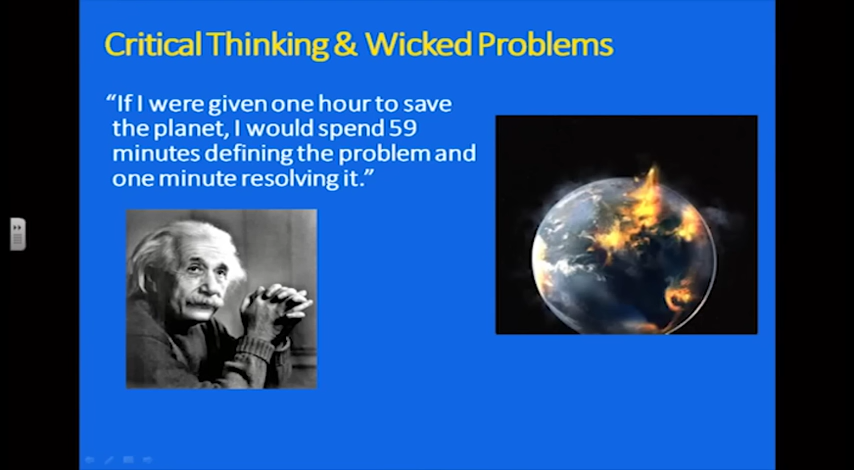 Critical Thinking & Wicked Problems
“If I were given one hour to save
the planet, I would spend 59
minutes defining the problem and
one minute resolving it.”